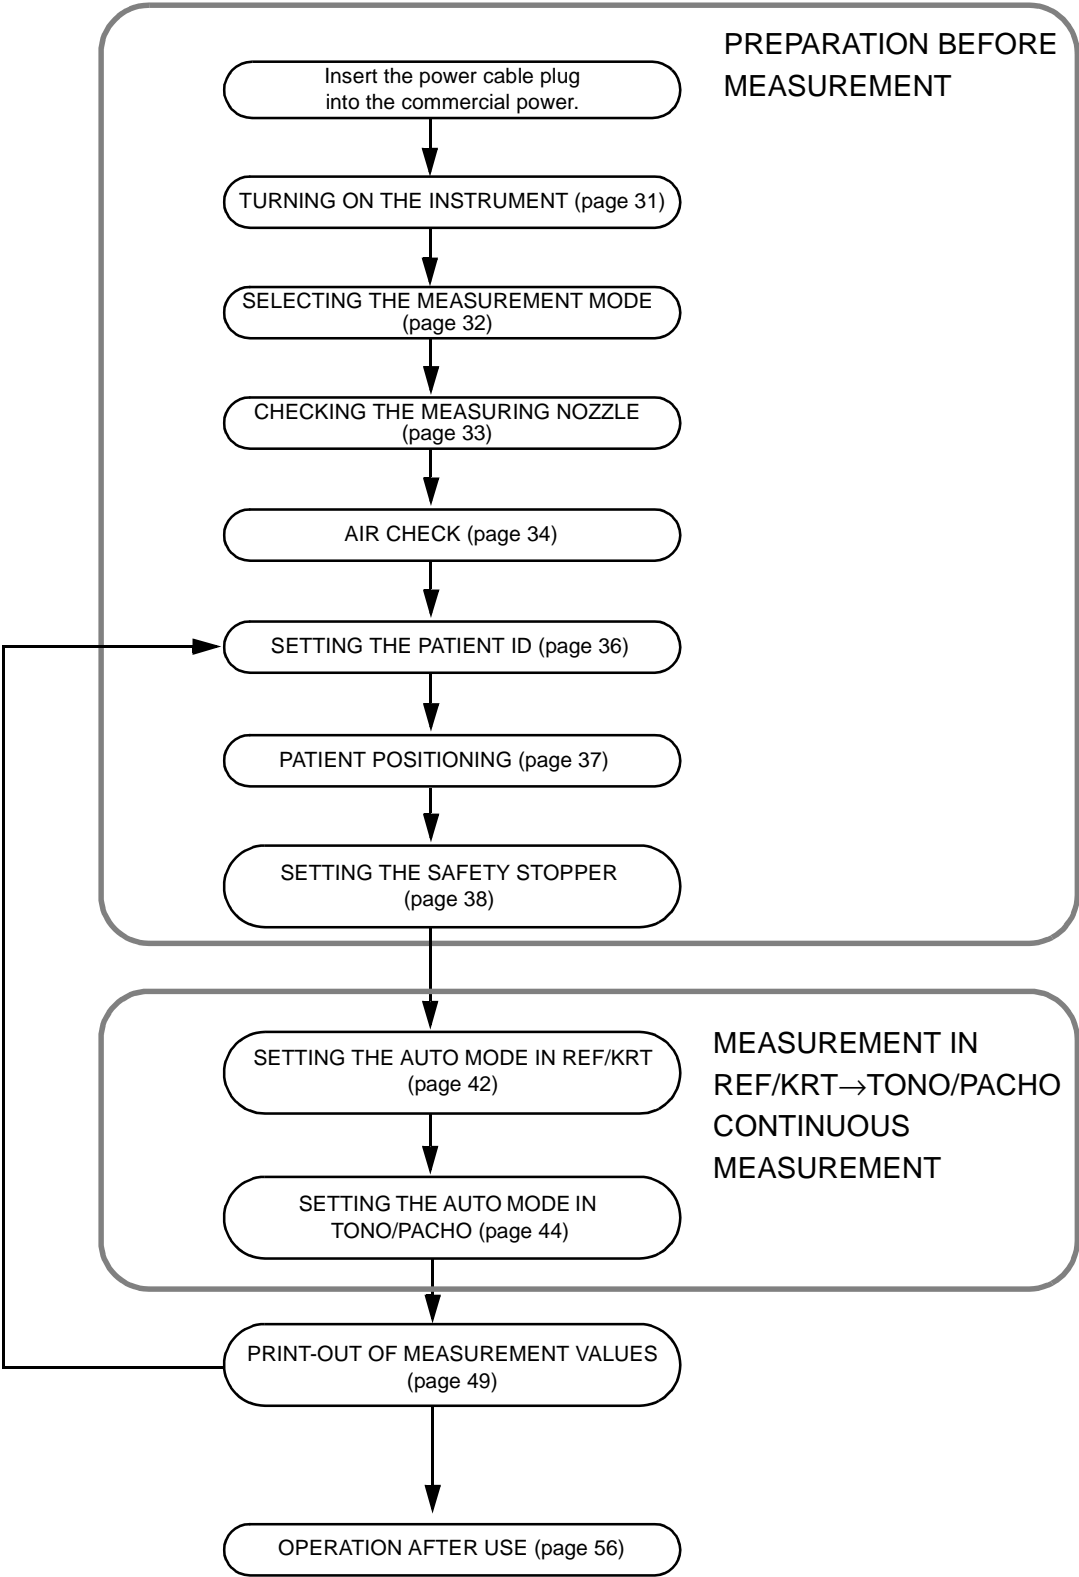 PREPARATION BEFORE
MEASUREMENT
Insert the power cable plug
into the commercial power.
TURNING ON THE INSTRUMENT (page 31)
SELECTING THE MEASUREMENT MODE
(page 32)
CHECKING THE MEASURING NOZZLE
(page 33)
AIR CHECK (page 34)
SETTING THE PATIENT ID (page 36)
PATIENT POSITIONING (page 37)
SETTING THE SAFETY STOPPER
(page 38)
MEASUREMENT IN
REF/KRT→TONO/PACHO
CONTINUOUS
MEASUREMENT
SETTING THE AUTO MODE IN REF/KRT
(page 42)
SETTING THE AUTO MODE IN
TONO/PACHO (page 44)
PRINT-OUT OF MEASUREMENT VALUES
(page 49)
OPERATION AFTER USE (page 56)